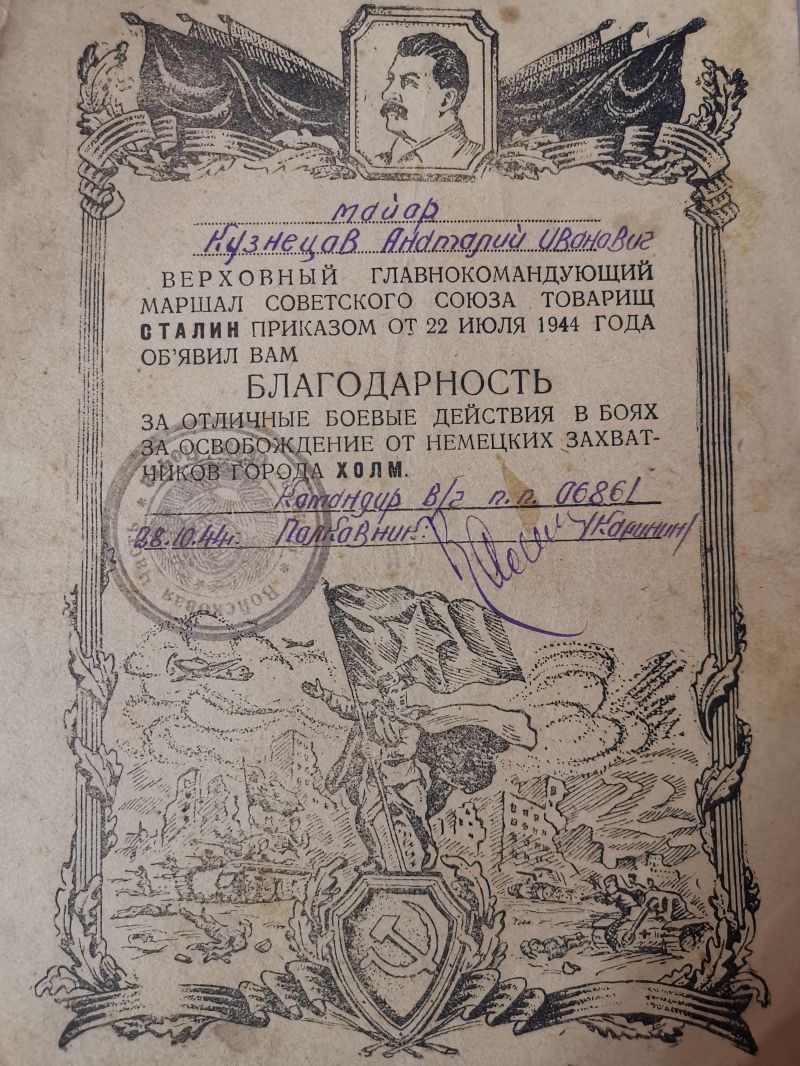 майор
Кузнецов Анатолий Иванович
ВЕРХОВНЫЙ ГЛАВНОКОМАНДУЮЩИЙ
МАРШАЛ СОВЕТСКОГО СОЮЗА ТОВАРИЩ
СТАЛИН ПРИКАЗОМ ОТ 22 ИЮЛЯ 1944 ГОДА
ОБ'ЯВИЛ ВАМ
БЛАГОДАРНОСТЬ
ЗА ОТЛИЧНЫЕ БОЕВЫЕ ДЕЙСТВИЯ В БОЯХ
ЗА ОСВОБОЖДЕНИЕ ОТ НЕМЕЦКИХ ЗАХВАТ-
ЧИКОВ ГОРОДА ХОЛМ.
Командир в/ч п.п. 06861
28.10.44г. Полковник
Войсковая